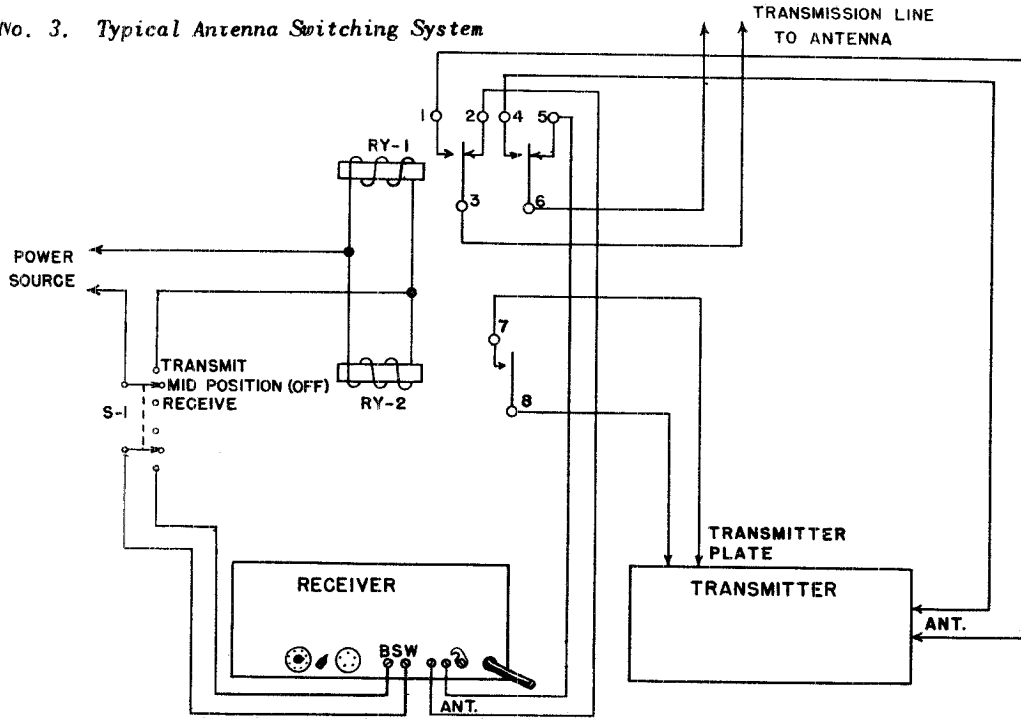 No. 3. Typical Antenna Switching System
TRANSMISSION LINE
TO ANTENNA
1
2
4
5
RY-1
3
6
POWER
SOURCE
7
TRANSMIT
MID POSITION (OFF)
RECEIVE
S-1
RY-2
8
TRANSMITTER
PLATE
RECEIVER
TRANSMITTER
ANT.
BSW
ANT.